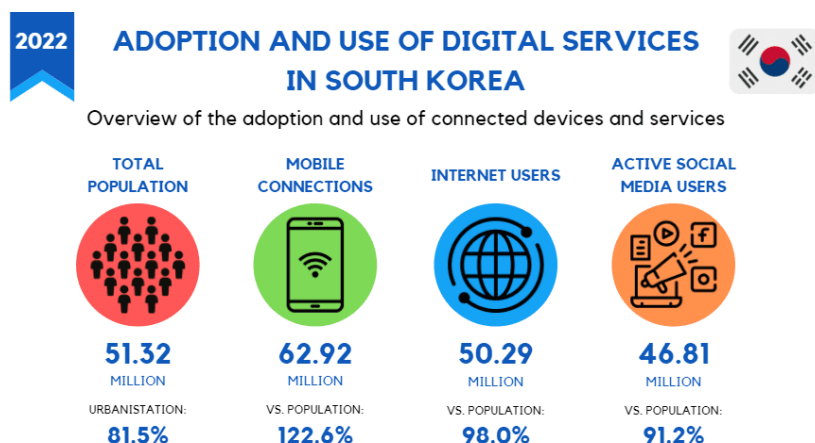 2022
ADOPTION AND USE OF DIGITAL SERVICES
IN SOUTH KOREA
Overview of the adoption and use of connected devices and services
TOTAL
POPULATION
51.32
MILLION
URBANISTATION:
81.5%
MOBILE
CONNECTIONS
62.92
MILLION
VS. POPULATION:
122.6%
INTERNET USERS
50.29
MILLION
VS. POPULATION:
98.0%
ACTIVE SOCIAL
MEDIA USERS
46.81
MILLION
VS. POPULATION:
91.2%